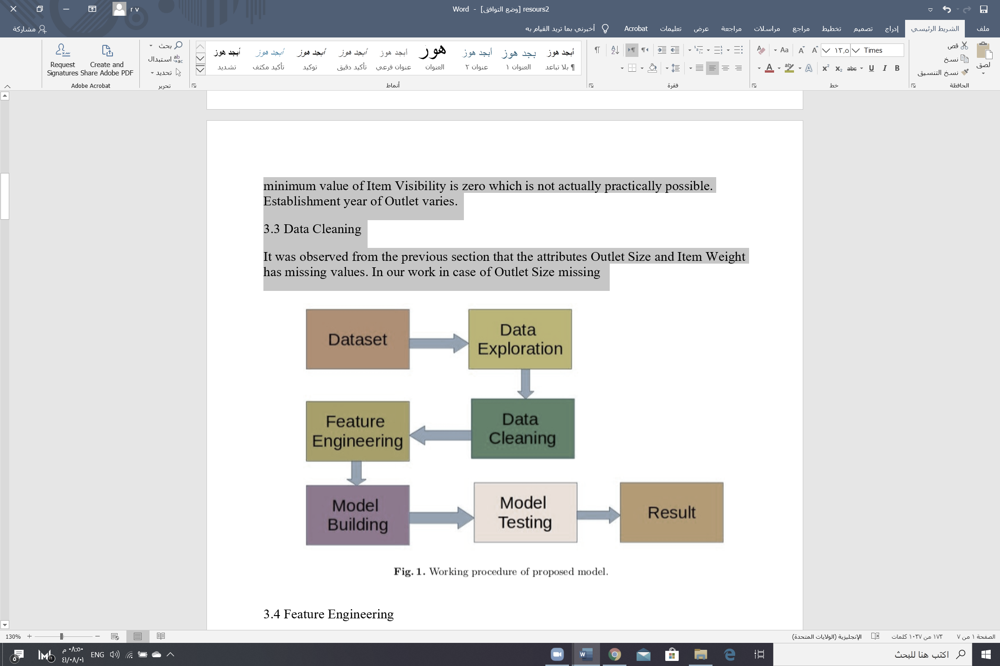 resours2 [وضع التوافق] - Word
r v
ملف
الشريط الرئيسي
إدراج
تصميم
تخطيط
مراجع
مراسلات
مراجعة
عرض
تعليمات
Acrobat
أخبرني بما تريد القيام به
مشاركة
لصق
قص
نسخ
نسخ التنسيق
الحافظة
Times
١٣,٥
Aa
B I U abc x₂ x²
خط
فقرة
أبجد هوز
¶ بلا تباعد
بجد هوز
العنوان ١
أبجد هوز
عنوان ٢
هوز
العنوان
أبجد هوز
عنوان فرعي
أبجد هوز
تأكيد دقيق
أبجد هوز
توكيد
أبجد هوز
تأكيد مكثف
أبجد هوز
تشديد
أنماط
بحث
استبدال
تحديد
تحرير
Create and
Share Adobe PDF
Request
Signatures
Adobe Acrobat
minimum value of Item Visibility is zero which is not actually practically possible.
Establishment year of Outlet varies.
3.3 Data Cleaning
It was observed from the previous section that the attributes Outlet Size and Item Weight
has missing values. In our work in case of Outlet Size missing
Dataset
Data
Exploration
Feature
Engineering
Data
Cleaning
Model
Building
Model
Testing
Result
Fig. 1. Working procedure of proposed model.
3.4 Feature Engineering
الصفحة ١ من ٧
١٧٣ من ١٠٣٧ كلمات
الإنجليزية (الولايات المتحدة)
130%
اكتب هنا للبحث
ENG
٠٨:٥٠ م
٤١/٠٨/٠١